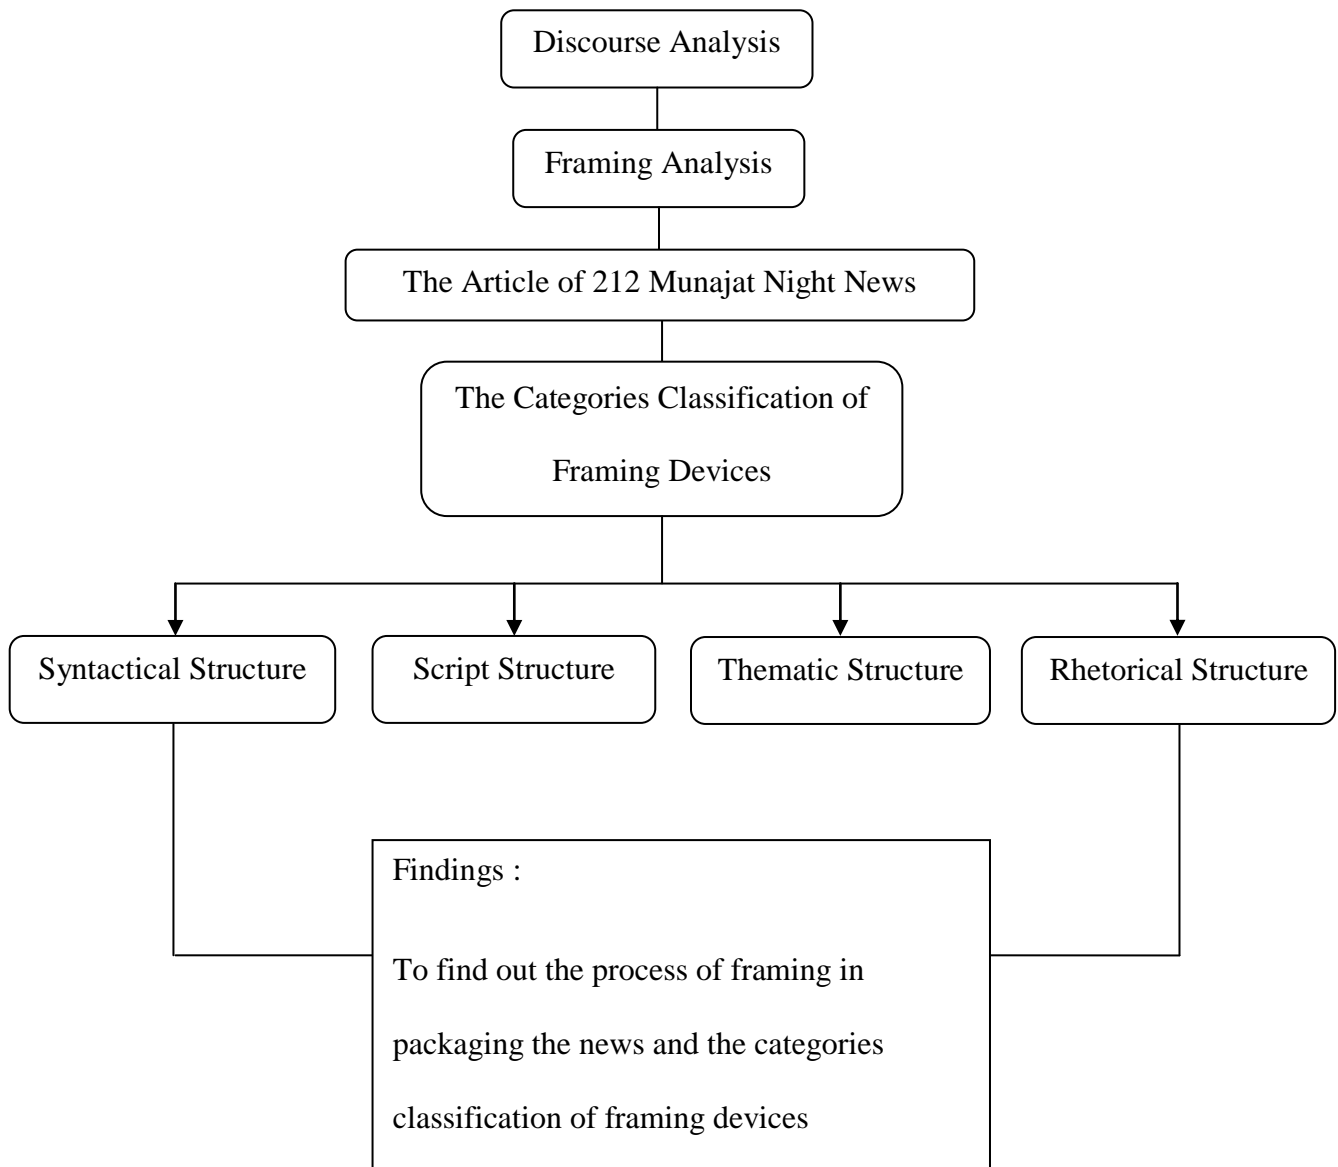 Discourse Analysis
Framing Analysis
The Article of 212 Munajat Night News
The Categories Classification of
Framing Devices
Syntactical Structure
Script Structure
Thematic Structure
Rhetorical Structure
Findings :
To find out the process of framing in
packaging the news and the categories
classification of framing devices